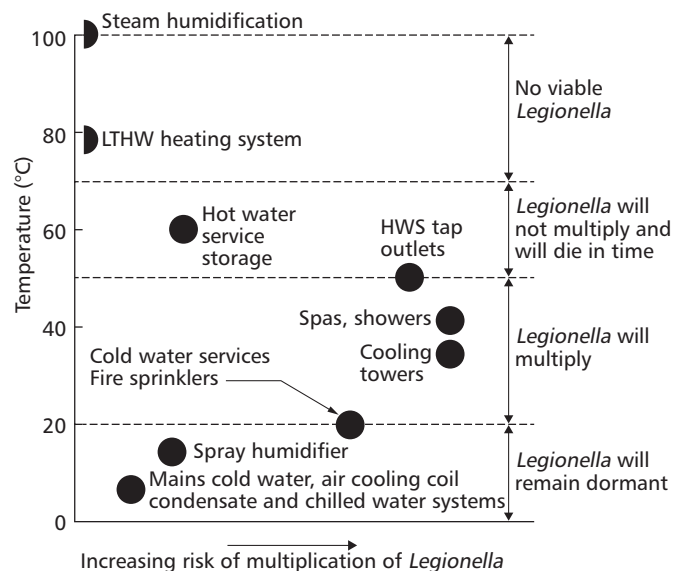 Steam humidification
100
No viable
Legionella
80
LTHW heating system
Temperature (°C)
Legionella will
not multiply and
will die in time
Hot water
service
storage
60
HWS tap
outlets
Spas, showers
40
Legionella will
multiply
Cold water services
Fire sprinklers
Cooling
towers
20
Spray humidifier
Legionella will
remain dormant
Mains cold water, air cooling coil
condensate and chilled water systems
0
Increasing risk of multiplication of Legionella